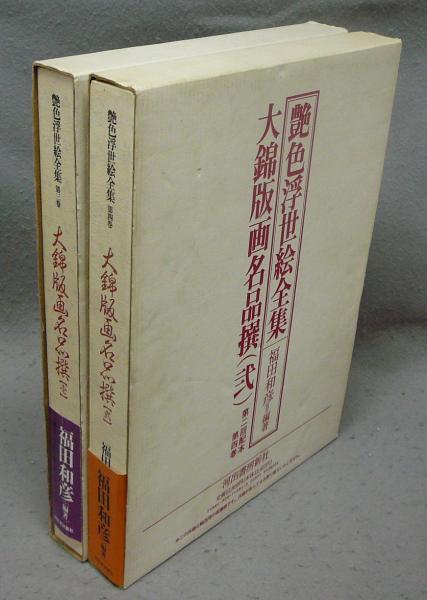 艶色浮世絵全集
大錦版画名品撰(弐)
福田和彦=編著
第二回配本
第四巻
河出書房新社
艶色浮世絵全集 第四巻
大錦版画名品撰
福田和彦 編著
艶色浮世絵全集 第三巻
大錦版画名品撰
福田和彦 編著